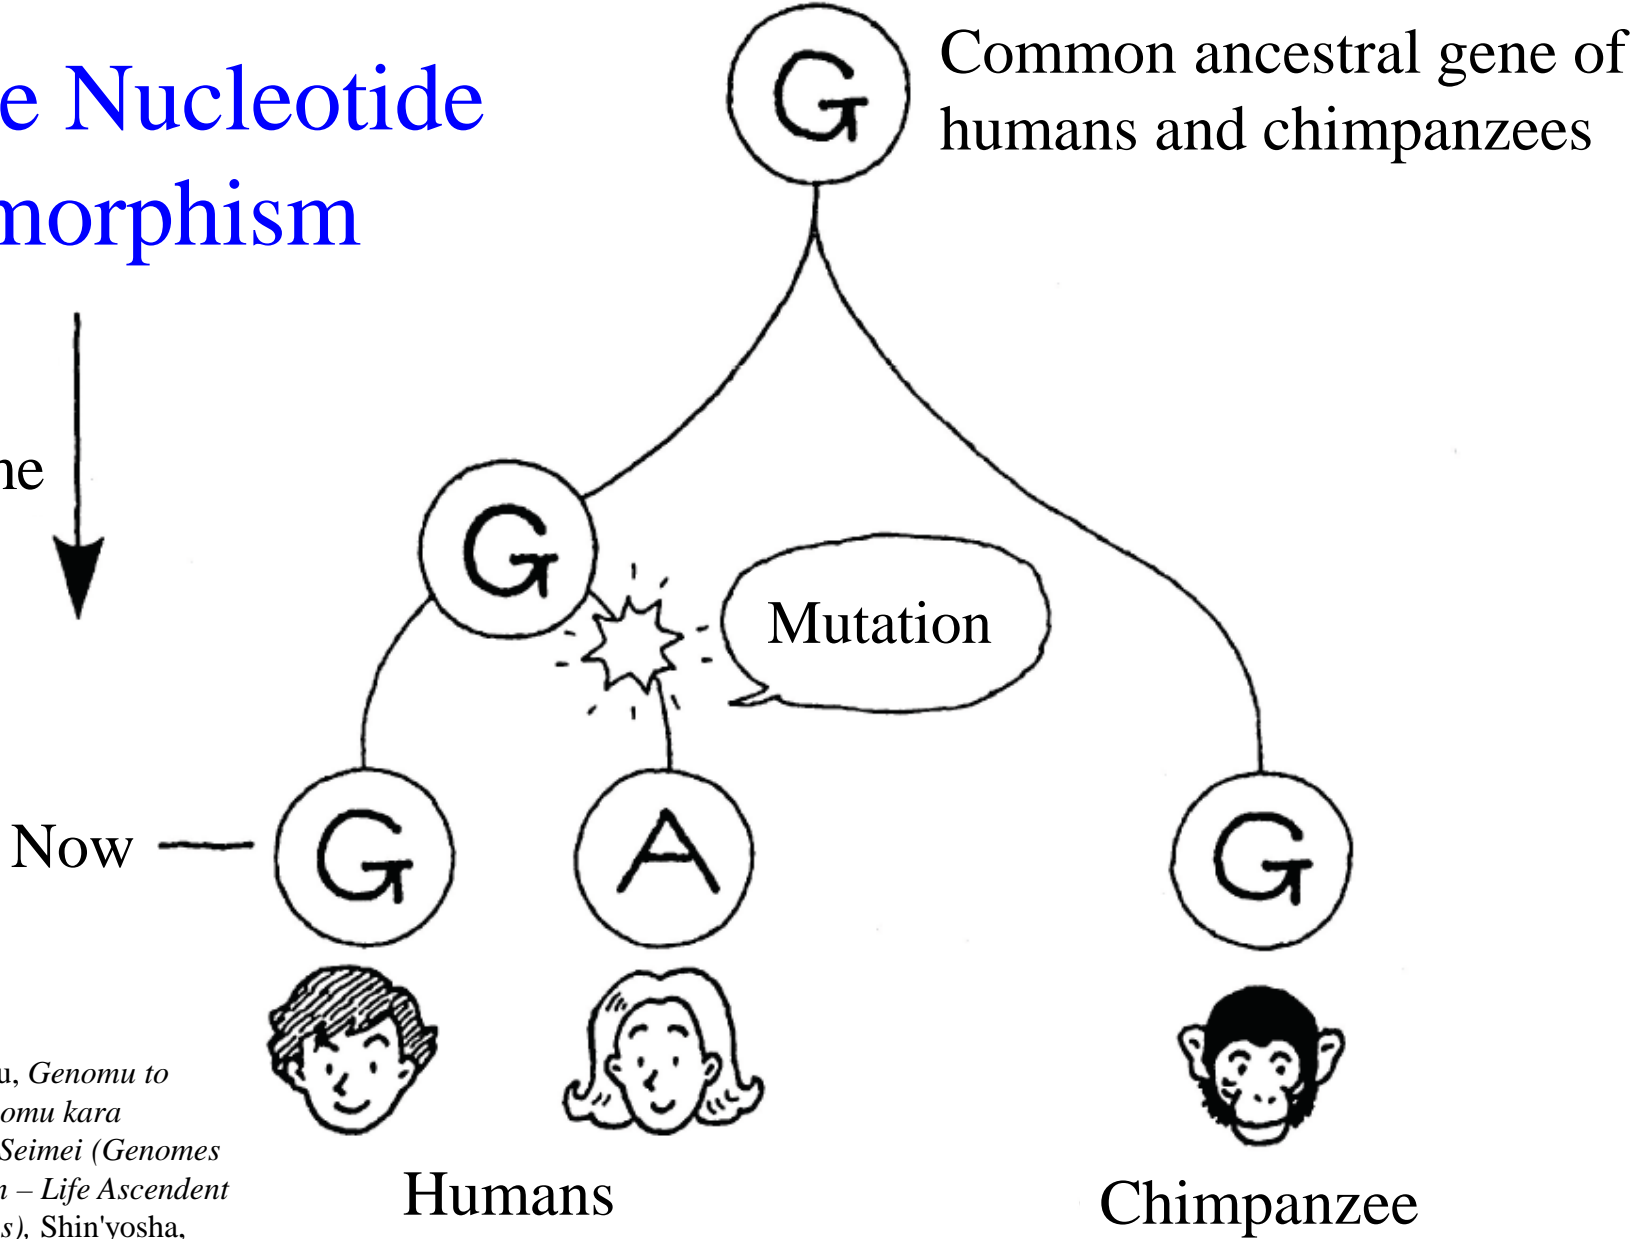 e Nucleotide
morphism
G
Common ancestral gene of
humans and chimpanzees
ne
G
Mutation
Now
G
A
G
u, Genomu to
omu kara
Seimei (Genomes
n – Life Ascendent
s), Shin'yosha,
Humans
Chimpanzee